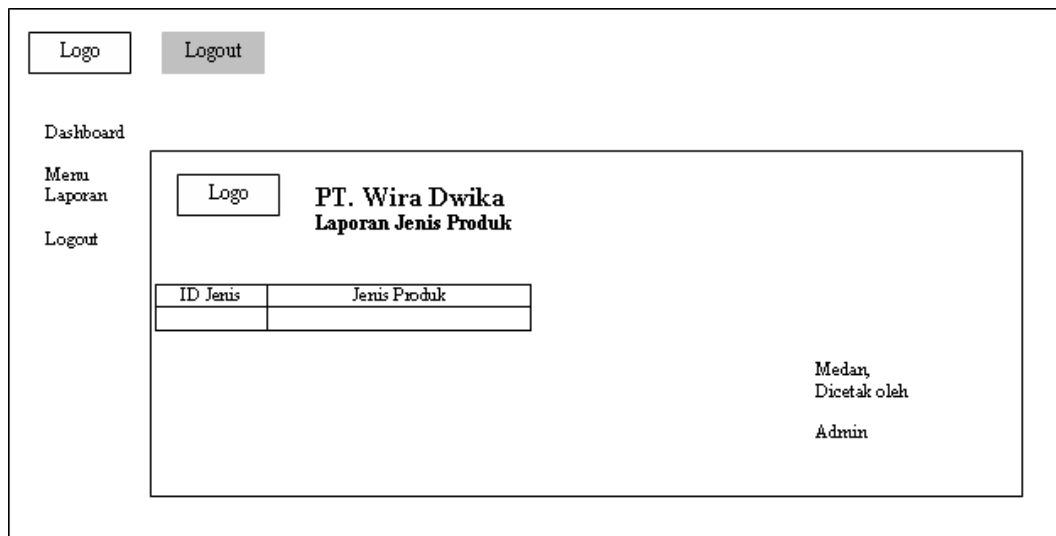 Logo
Logout
Dashboard
Menu
Laporan
Logout
Logo
PT. Wira Dwika
Laporan Jenis Produk
ID Jenis
Jenis Produk
Medan,
Dicetak oleh
Admin